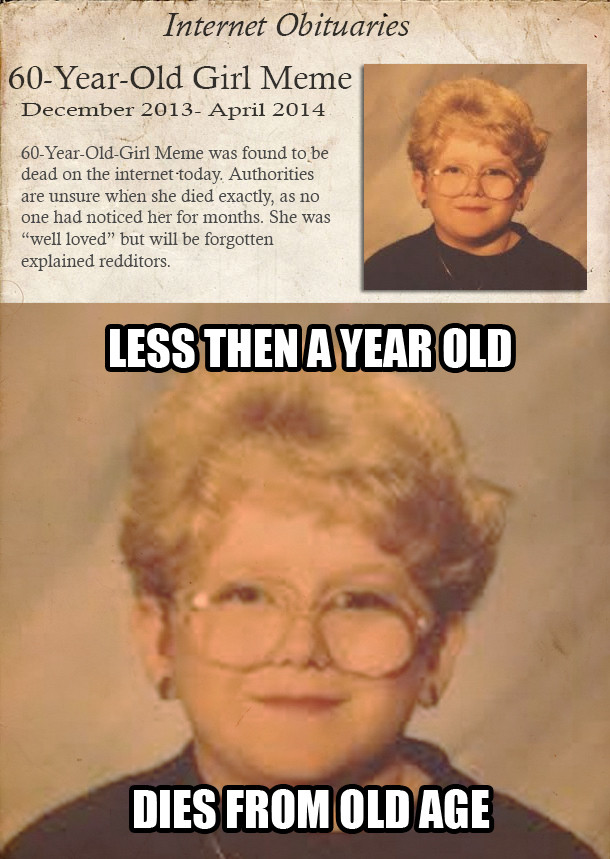 Internet Obituaries
60-Year-Old Girl Meme
December 2013- April 2014
60-Year-Old-Girl Meme was found to be
dead on the internet today. Authorities
are unsure when she died exactly, as no
one had noticed her for months. She was
“well loved” but will be forgotten
explained redditors.
LESS THEN A YEAR OLD
DIES FROM OLD AGE